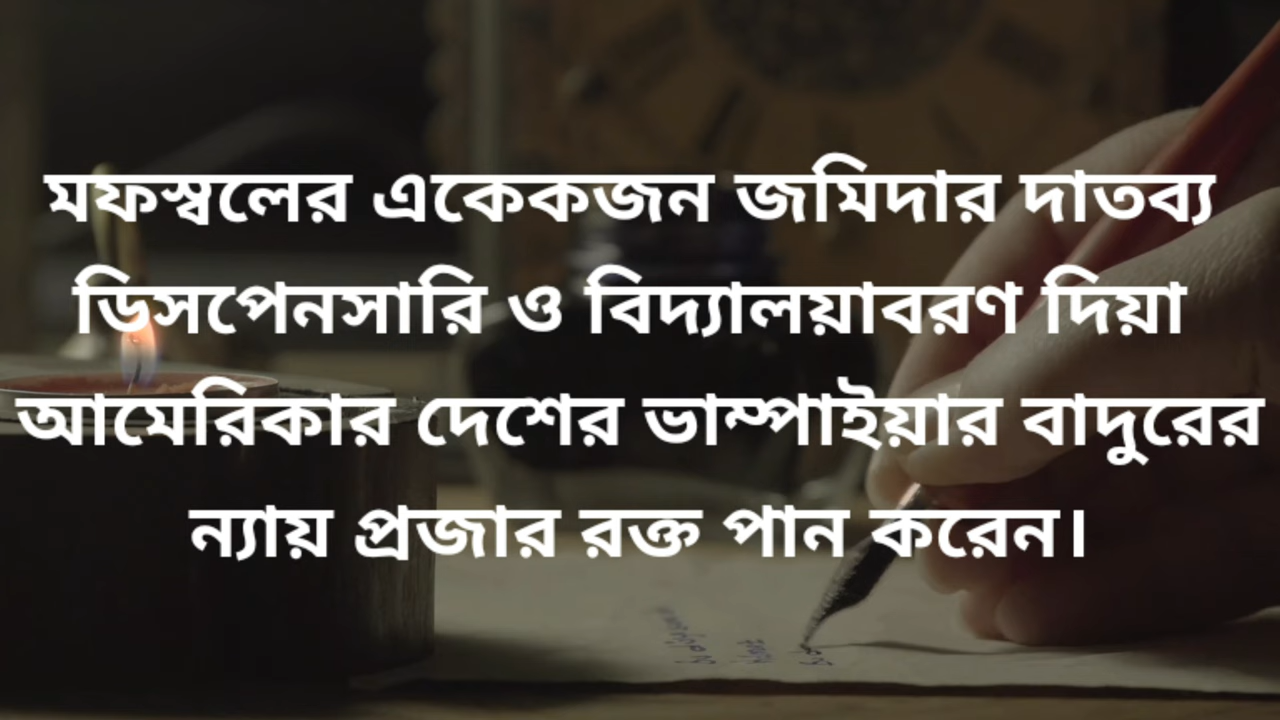 মফস্বলের একেকজন জমিদার দাতব্য
ডিসপেনসারি ও বিদ্যালয়াবরণ দিয়া
আমেরিকার দেশের ভাম্পাইয়ার বাদুরের
ন্যায় প্রজার রক্ত পান করেন।